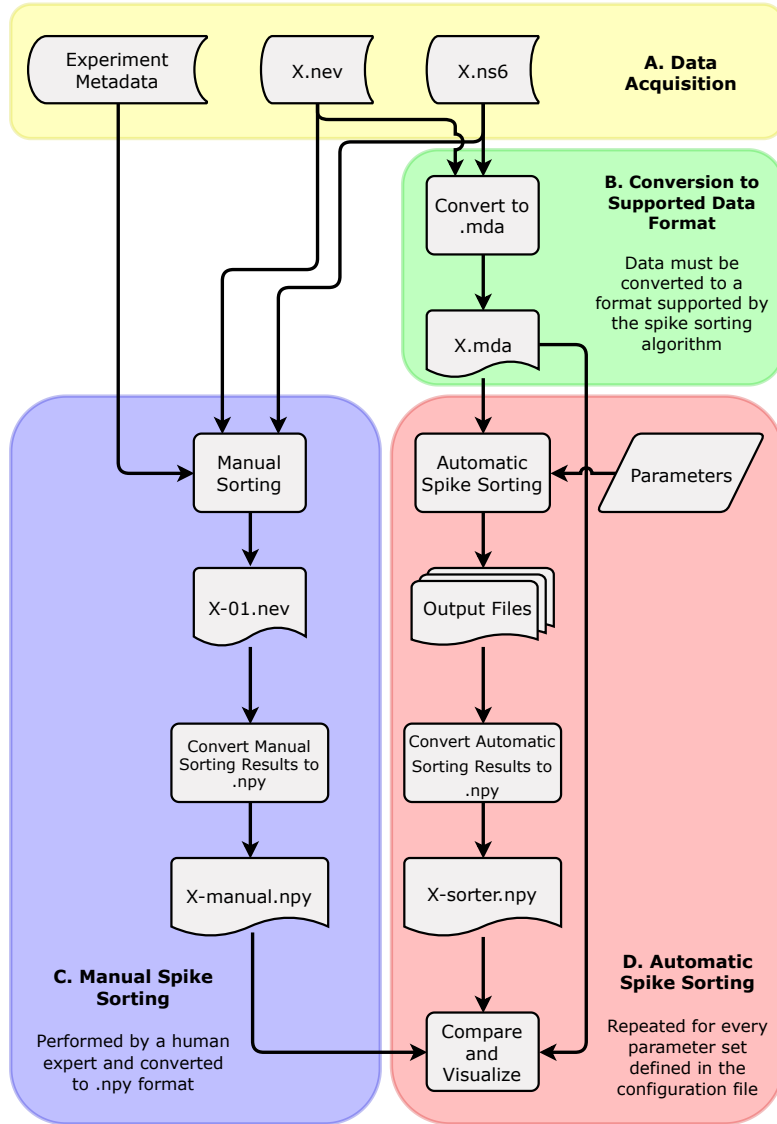 Experiment
Metadata
X.nev
X.ns6
A. Data
Acquisition
Convert to
.mda
B. Conversion to
Supported Data
Format
Data must be
converted to a
format supported by
the spike sorting
algorithm
X.mda
Manual
Sorting
Automatic
Spike Sorting
Parameters
X-01.nev
Output Files
Convert Manual
Sorting Results to
.npy
Convert Automatic
Sorting Results to
.npy
X-manual.npy
X-sorter.npy
C. Manual Spike
Sorting
Performed by a human
expert and converted
to .npy format
Compare
and
Visualize
D. Automatic
Spike Sorting
Repeated for every
parameter set
defined in the
configuration file